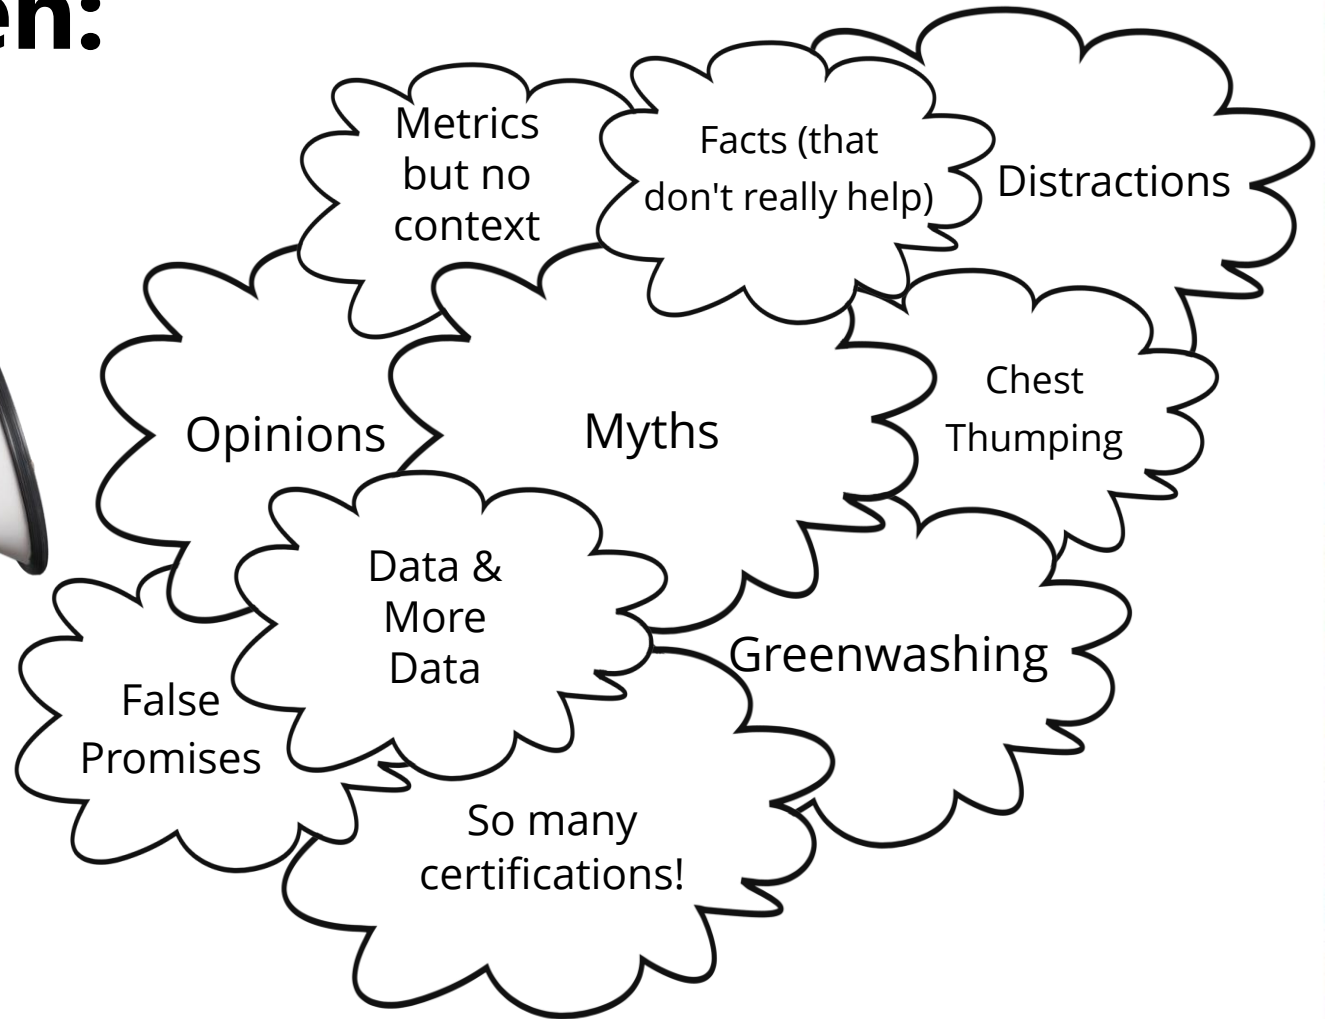 en:
Metrics
but no
context
Facts (that
don't really help)
Distractions
Opinions
Myths
Chest
Thumping
Data &
More
Data
Greenwashing
False
Promises
So many
certifications!